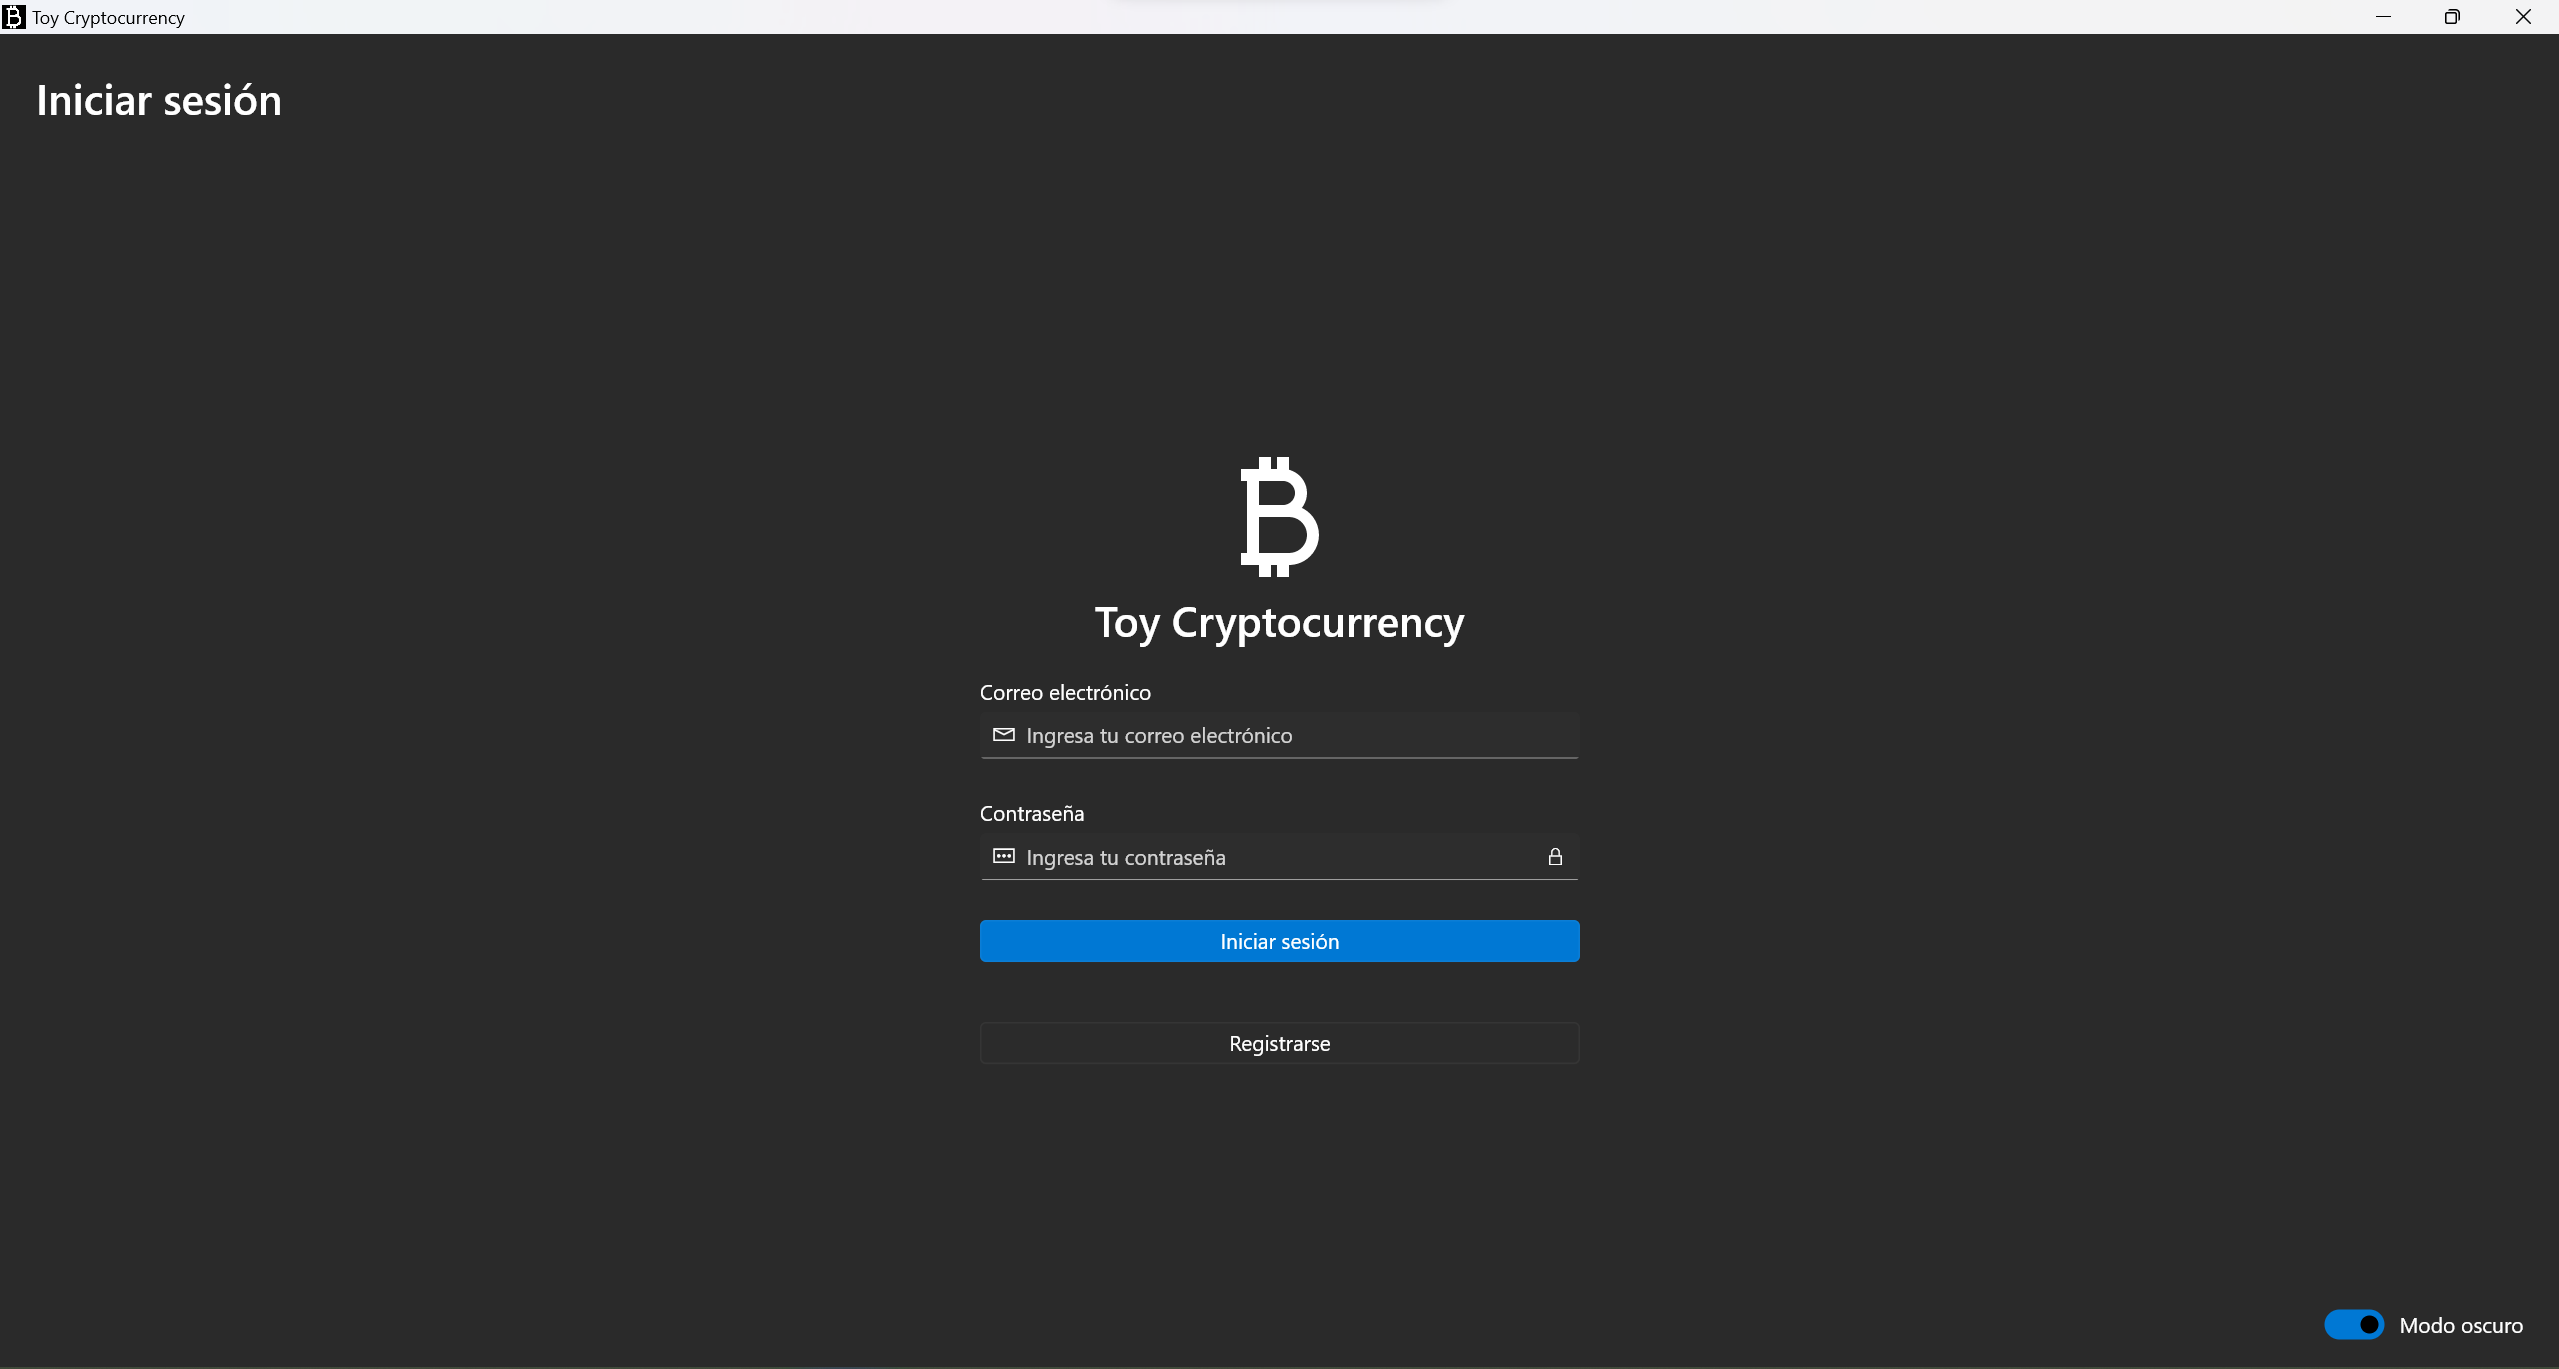 Toy Cryptocurrency
Iniciar sesión
Toy Cryptocurrency
Correo electrónico
Ingresa tu correo electrónico
Contraseña
Ingresa tu contraseña
Iniciar sesión
Registrarse
Modo oscuro